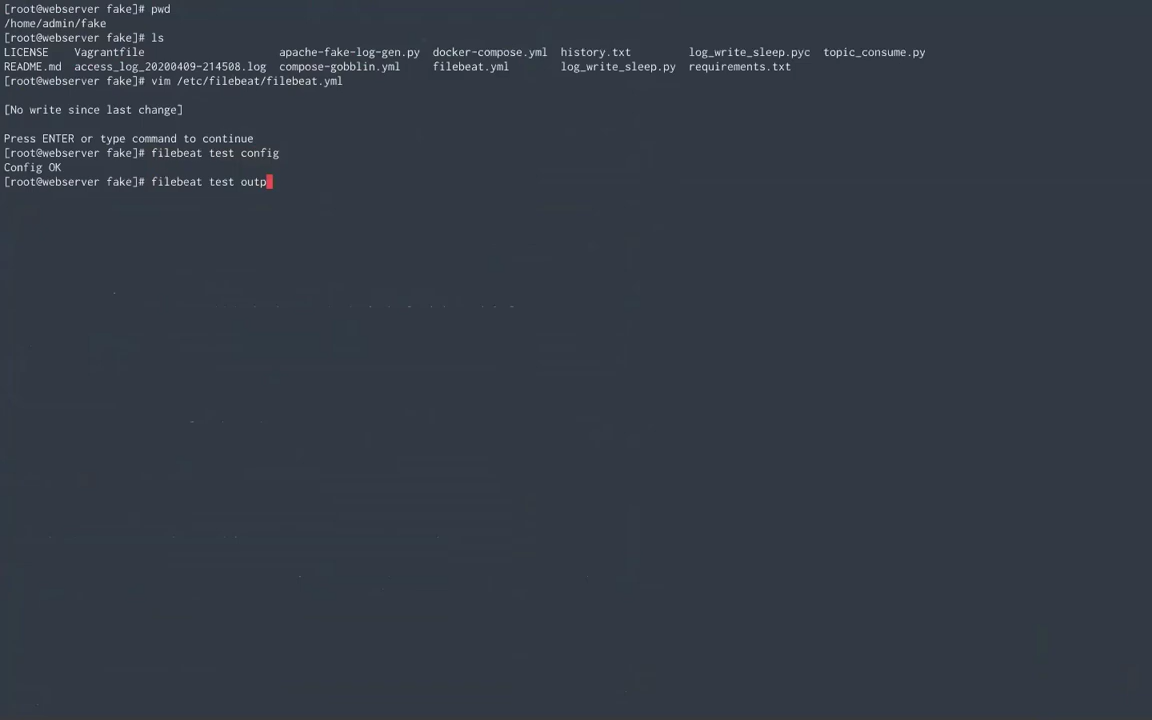 [root@webserver fake]# pwd
/home/admin/fake
[root@webserver fake]# ls
LICENSE    Vagrantfile                     apache-fake-log-gen.py  docker-compose.yml  history.txt         log_write_sleep.pyc  topic_consume.py
README.md  access_log_20200409-214508.log  compose-gobblin.yml     filebeat.yml        log_write_sleep.py  requirements.txt
[root@webserver fake]# vim /etc/filebeat/filebeat.yml
[No write since last change]
Press ENTER or type command to continue
[root@webserver fake]# filebeat test config
Config OK
[root@webserver fake]# filebeat test outp